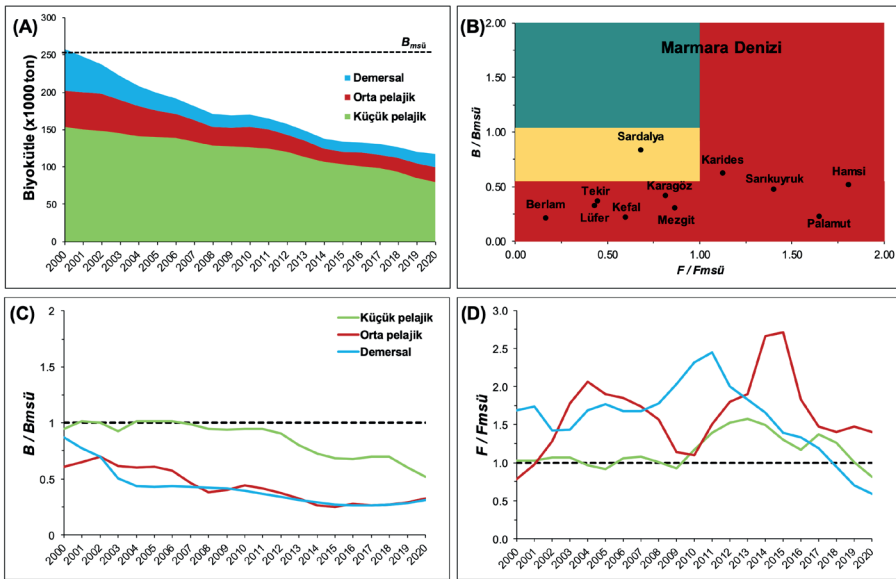 (A)
Biyokütle (x1000 ton)
300
250
200
150
100
50
0
Bmsü
Demersal
Orta pelajik
Küçük pelajik
2000 2001 2002 2003 2004 2005 2006 2007 2008 2009 2010 2011 2012 2013 2014 2015 2016 2017 2018 2019 2020
(B)
Marmara Denizi
B / Bmsü
2.00
1.50
1.00
0.50
0.00
Sardalya
Karides
Hamsi
Sarıkuyruk
Tekir
Karagöz
Berlam
Lüfer
Kefal
Mezgit
Palamut
0.00 0.50 1.00 1.50 2.00
F / Fmsü
(C)
B / Bmsü
2
1.5
1
0.5
0
Küçük pelajik
Orta pelajik
Demersal
2000 2001 2002 2003 2004 2005 2006 2007 2008 2009 2010 2011 2012 2013 2014 2015 2016 2017 2018 2019 2020
(D)
F / Fmsü
3.0
2.5
2.0
1.5
1.0
0.5
0.0
2000 2001 2002 2003 2004 2005 2006 2007 2008 2009 2010 2011 2012 2013 2014 2015 2016 2017 2018 2019 2020